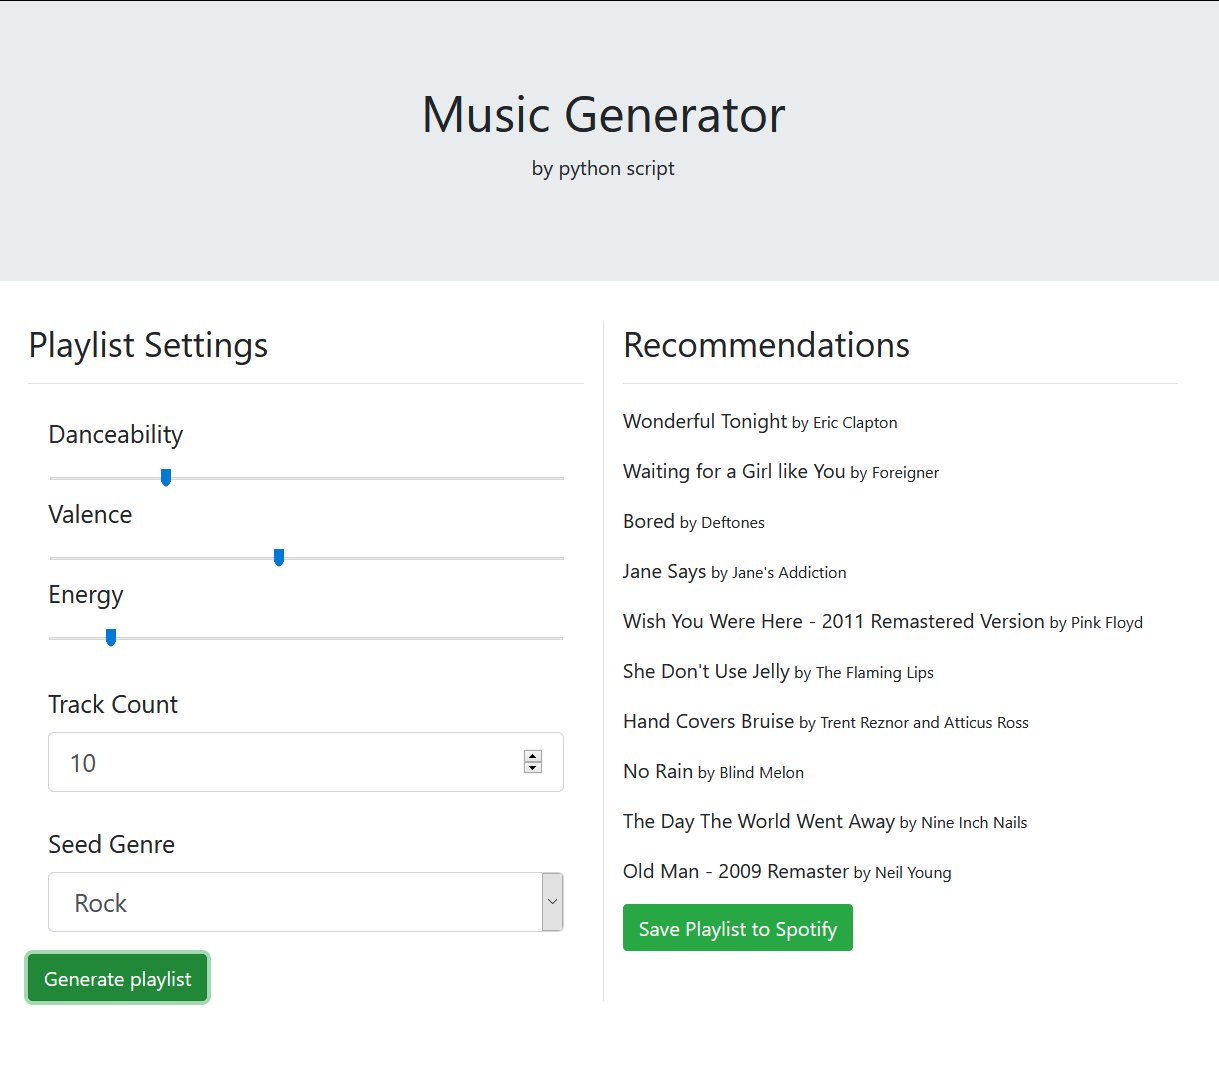 Music Generator
by python script
Playlist Settings
Danceability
Valence
Energy
Track Count
10
Seed Genre
Rock
Generate playlist
Recommendations
Wonderful Tonight by Eric Clapton
Waiting for a Girl like You by Foreigner
Bored by Deftones
Jane Says by Jane's Addiction
Wish You Were Here - 2011 Remastered Version by Pink Floyd
She Don't Use Jelly by The Flaming Lips
Hand Covers Bruise by Trent Reznor and Atticus Ross
No Rain by Blind Melon
The Day The World Went Away by Nine Inch Nails
Old Man - 2009 Remaster by Neil Young
Save Playlist to Spotify